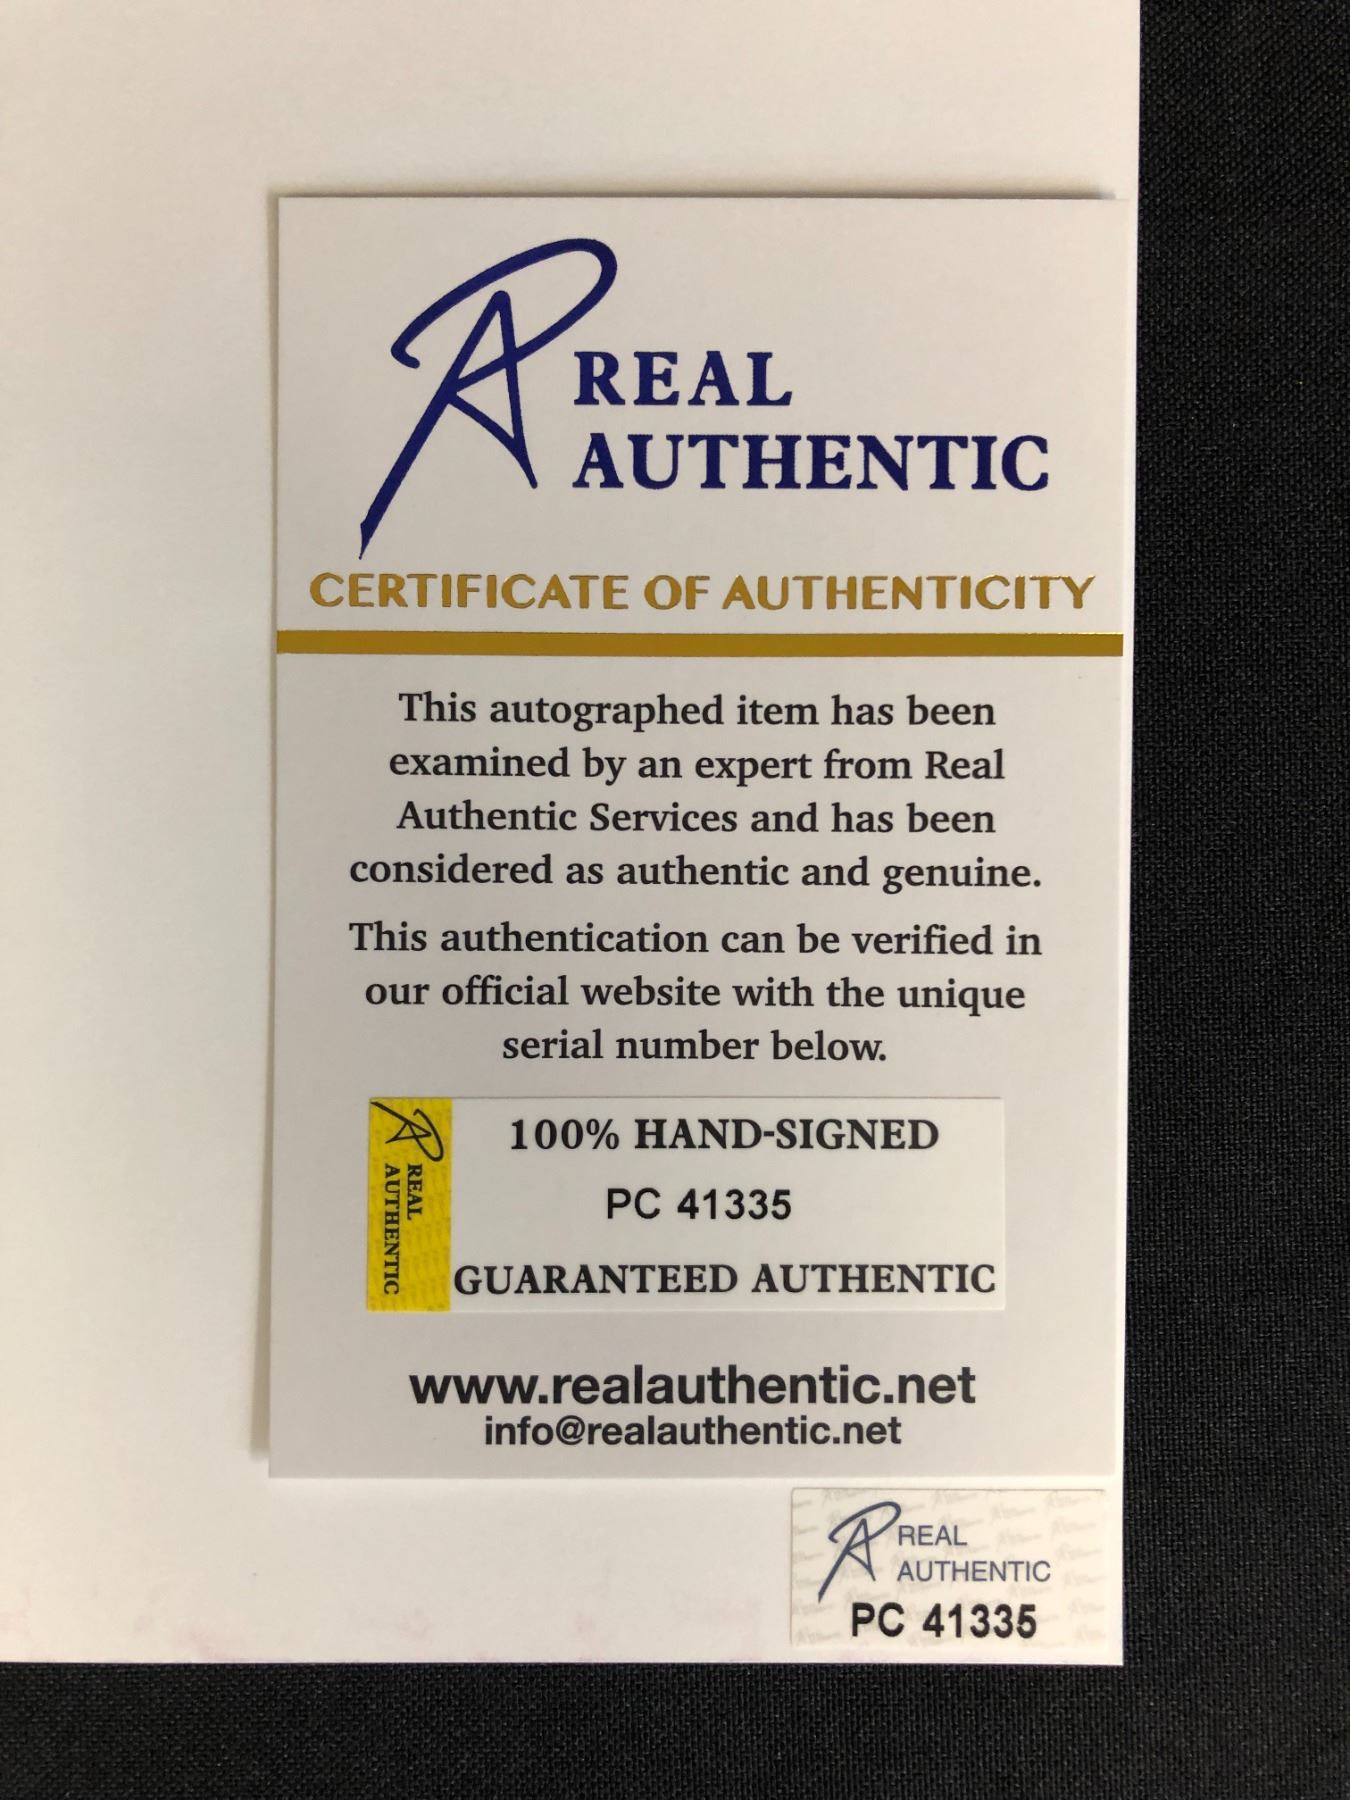 REAL
AUTHENTIC
CERTIFICATE OF AUTHENTICITY
This autographed item has been
examined by an expert from Real
Authentic Services and has been
considered as authentic and genuine.
This authentication can be verified in
our official website with the unique
serial number below.
REAL
AUTHENTIC
100% HAND-SIGNED
PC 41335
GUARANTEED AUTHENTIC
www.realauthentic.net
info@realauthentic.net
REAL
AUTHENTIC
PC 41335